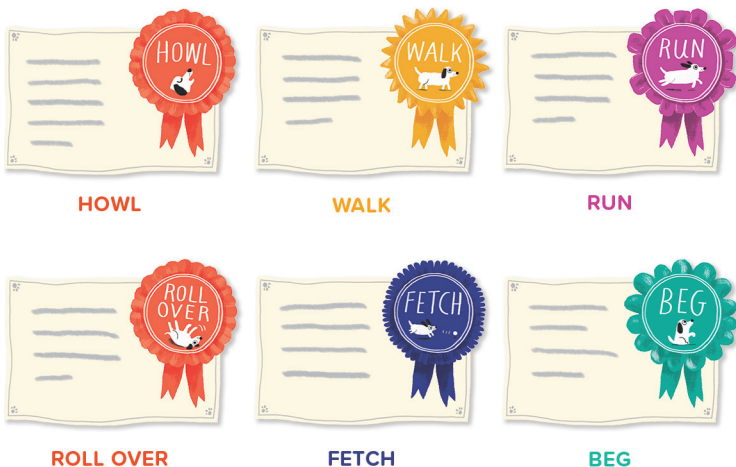 HOWL
WALK
RUN
HOWL
WALK
RUN
ROLL
OVER
FETCH
BEG
ROLL OVER
FETCH
BEG